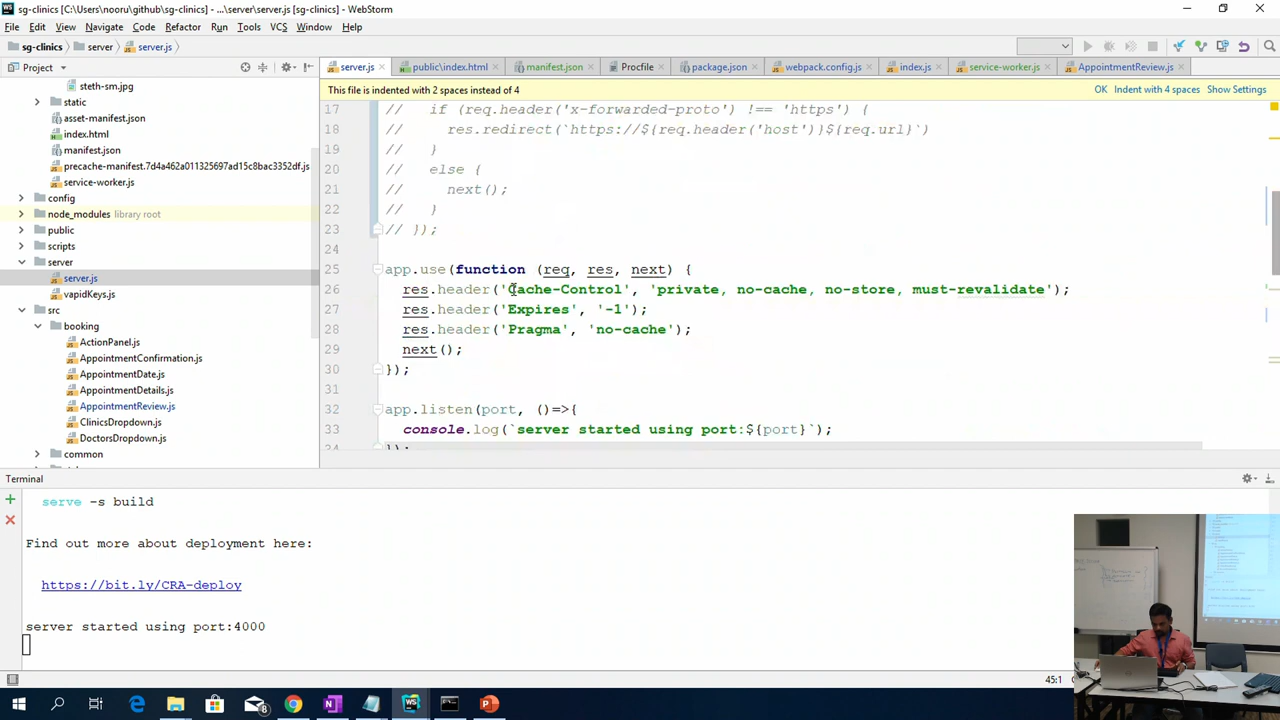 sg-clinics [C:\Users\nooru\github\sg-clinics] - ...\server\server.js [sg-clinics] - WebStorm
File Edit View Navigate Code Refactor Run Tools VCS Window Help
sg-clinics server server.js
Project
server.js public\index.html manifest.json Procfile package.json webpack.config.js index.js service-worker.js AppointmentReview.js
This file is indented with 2 spaces instead of 4 OK Indent with 4 spaces Show Settings
steth-sm.jpg
static
asset-manifest.json
index.html
manifest.json
precache-manifest.7d4a462a011325697ad15c8bac3352df.js
service-worker.js
config
node_modules library root
public
scripts
server
server.js
vapidKeys.js
src
booking
ActionPanel.js
AppointmentConfirmation.js
AppointmentDate.js
AppointmentDetails.js
AppointmentReview.js
ClinicsDropdown.js
DoctorsDropdown.js
common
17 // if (req.header('x-forwarded-proto') !== 'https') {
18 // res.redirect(`https://${req.header('host')}${req.url}`)
19 // }
20 // else {
21 // next();
22 // }
23 // });
24
25 app.use(function (req, res, next) {
26 res.header('Cache-Control', 'private, no-cache, no-store, must-revalidate');
27 res.header('Expires', '-1');
28 res.header('Pragma', 'no-cache');
29 next();
30 });
31
32 app.listen(port, ()=>{
33 console.log(`server started using port:${port}`);
34 });
Terminal
serve -s build
Find out more about deployment here:
https://bit.ly/CRA-deploy
server started using port:4000
45:1